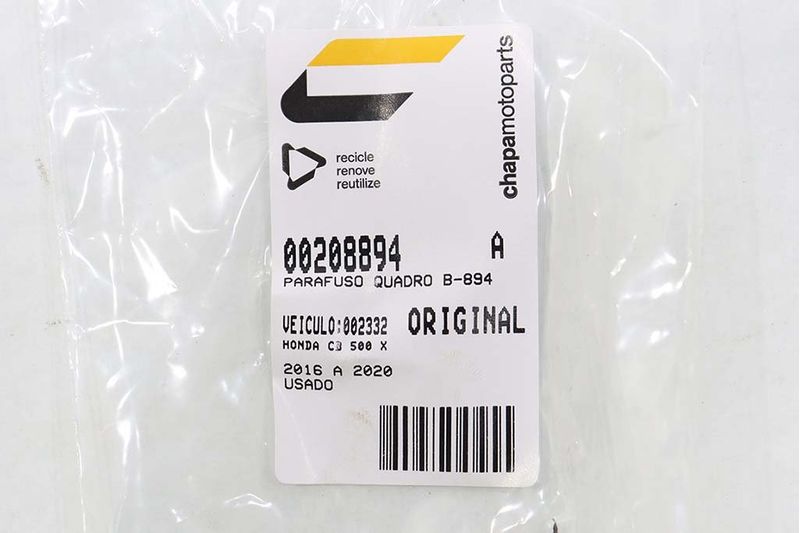 chapamotoparts
recicle
renove
reutilize
00208894 A
PARAFUSO QUADRO B-894
VEICULO:002332 ORIGINAL
HONDA CB 500 X
2016 A 2020
USADO